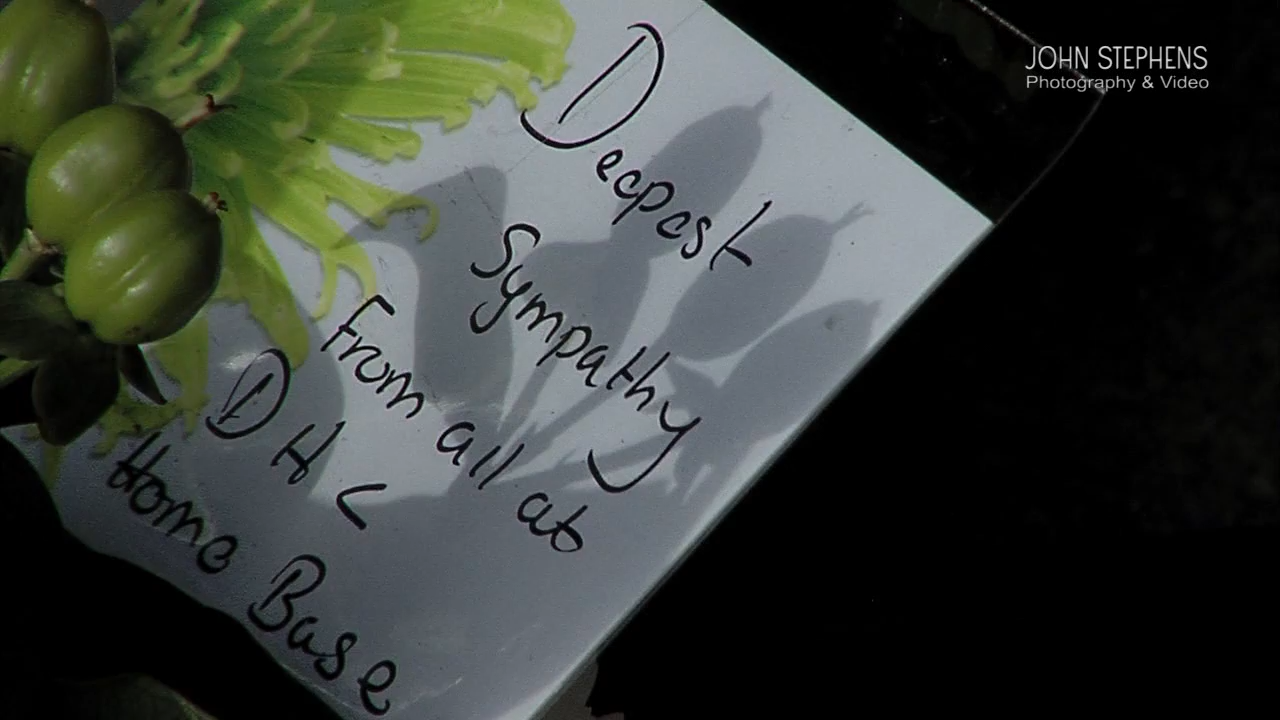 JOHN STEPHENS
Photography & Video
Deepest
Sympathy
From all at
DHL
Home Base